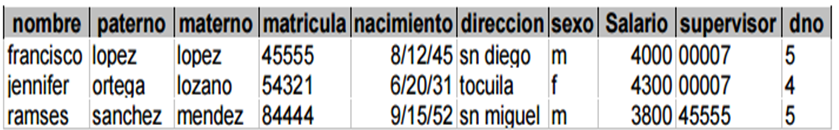 nombre paterno materno matricula nacimiento direccion sexo Salario supervisor dno
francisco lopez lopez 45555 8/12/45 sn diego m 4000 00007 5
jennifer ortega lozano 54321 6/20/31 tocuila f 4300 00007 4
ramses sanchez mendez 84444 9/15/52 sn miguel m 3800 45555 5